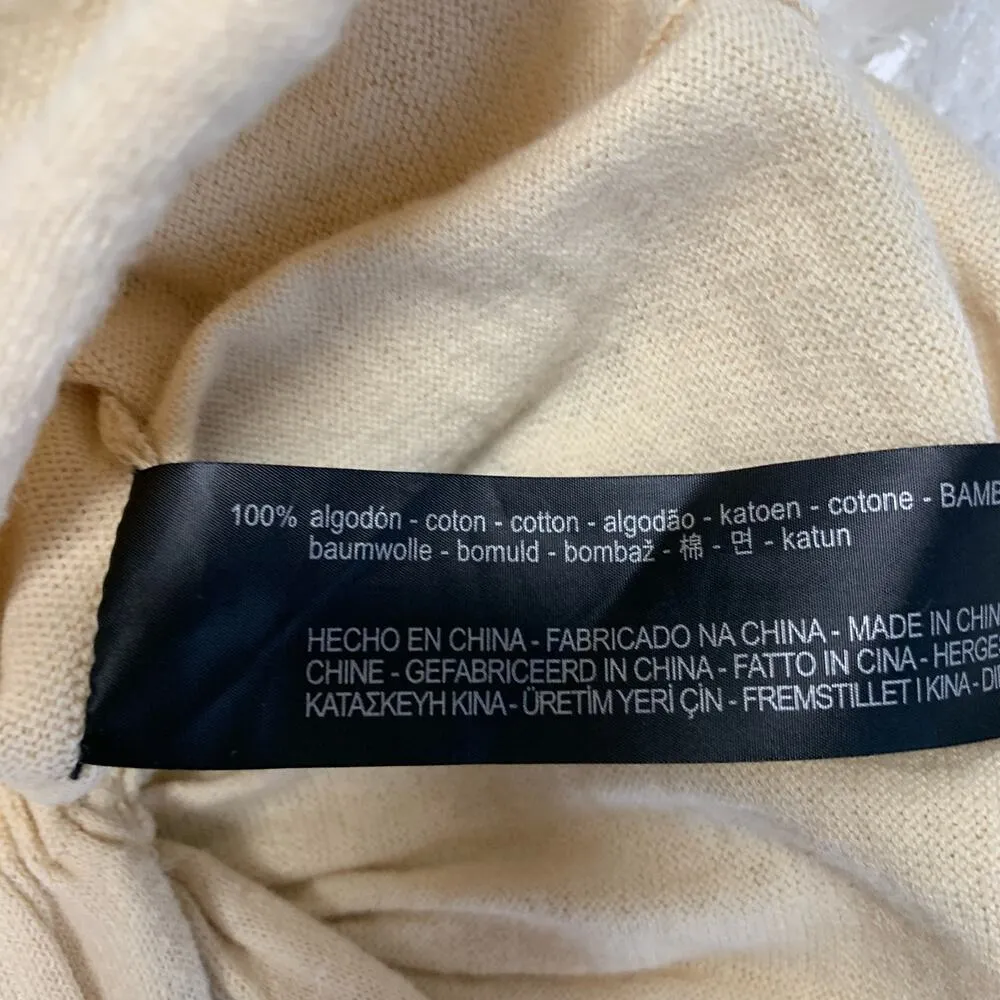 100% algodón - coton - cotton - algodão - katoen - cotone - BAMB
baumwolle - bomuld - bombaž - 棉 - 면 - katun
HECHO EN CHINA - FABRICADO NA CHINA - MADE IN CHIN
CHINE - GEFABRICEERD IN CHINA - FATTO IN CINA - HERGES
ΚΑΤΑΣΚΕΥΗ ΚΙΝΑ - ÜRETİM YERİ ÇİN - FREMSTILLET I KINA - DI